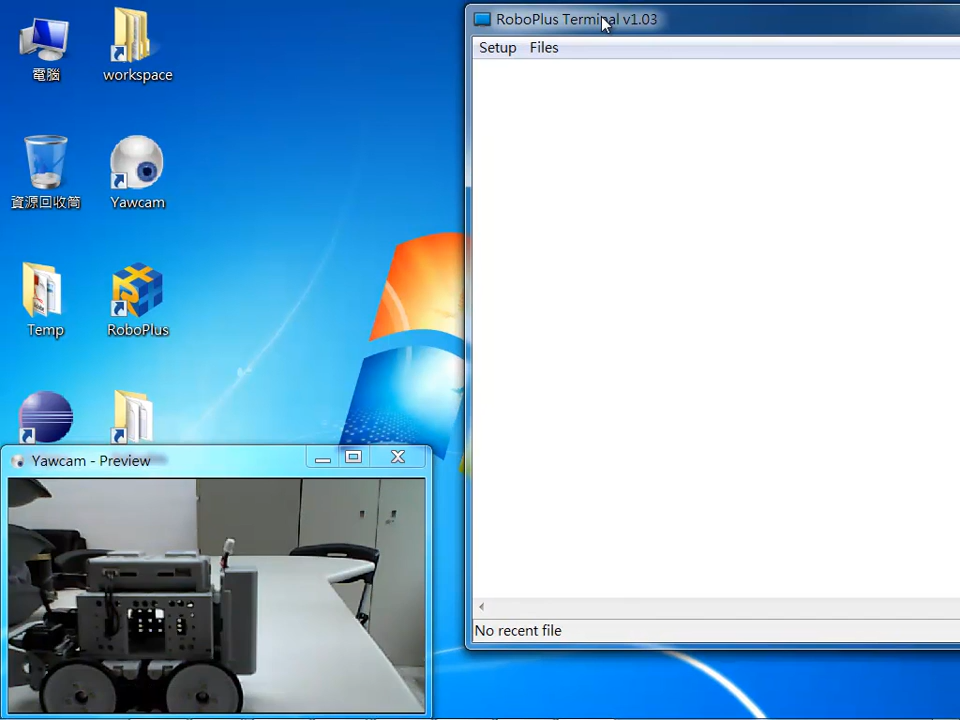 電腦
workspace
資源回收筒
Yawcam
Temp
RoboPlus
RoboPlus Terminal v1.03
Setup Files
No recent file
Yawcam - Preview